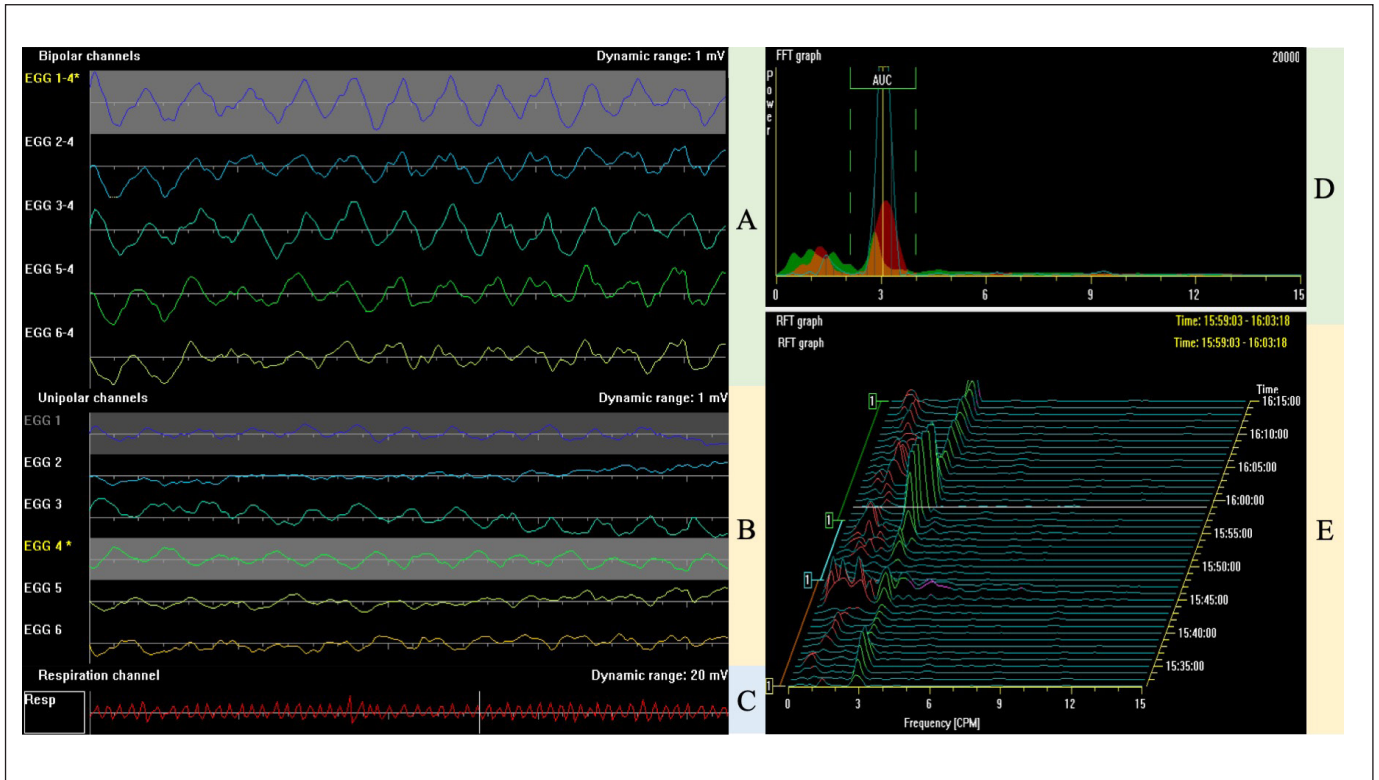 Bipolar channels Dynamic range: 1 mV
EGG 1-4*
EGG 2-4
EGG 3-4
EGG 5-4
EGG 6-4
A
Unipolar channels Dynamic range: 1 mV
EGG 1
EGG 2
EGG 3
EGG 4 *
EGG 5
EGG 6
B
Respiration channel Dynamic range: 20 mV
Resp
C
FFT graph 20000
Power
AUC
0 3 6 9 12 15
D
RFT graph Time: 15:59:03 - 16:03:18
RFT graph Time: 15:59:03 - 16:03:18
Time
1 16:15:00
16:10:00
16:05:00
16:00:00
1 15:55:00
15:50:00
1 15:45:00
15:40:00
15:35:00
1
0 3 6 9 12 15
Frequency [CPM]
E